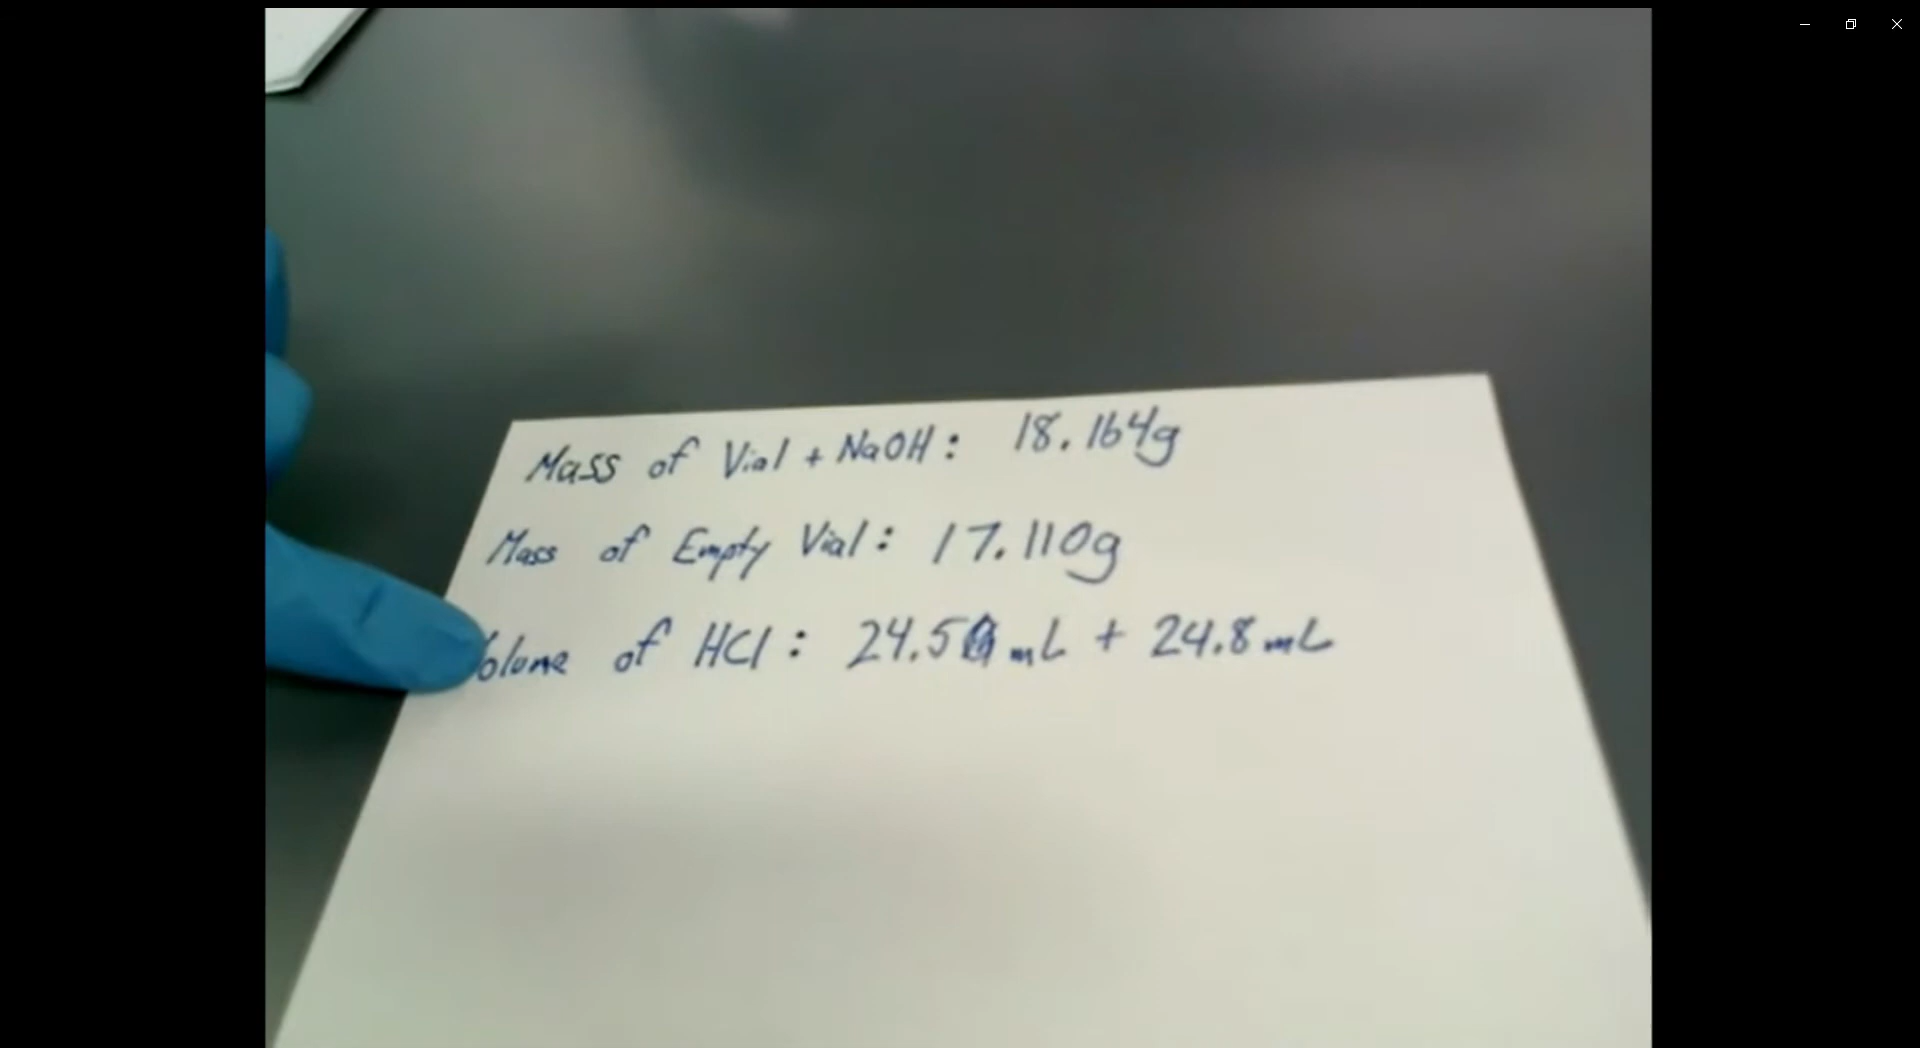 Mass of Vial + NaOH: 18.164g
Mass of Empty Vial: 17.110g
Volume of HCl: 24.5 mL + 24.8 mL